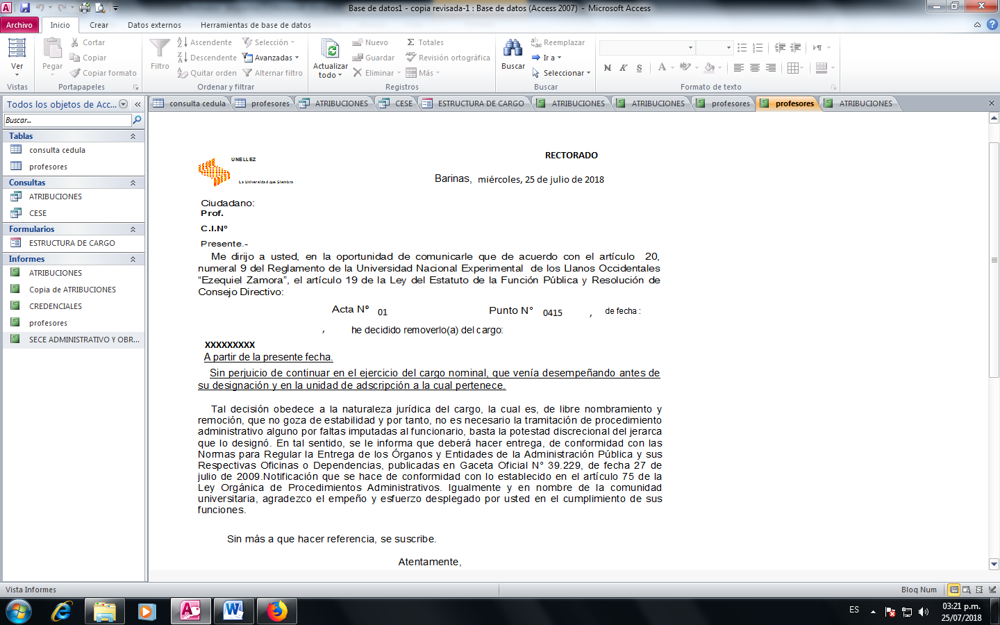 Base de datos1 - copia revisada-1 : Base de datos (Access 2007) - Microsoft Access
Archivo Inicio Crear Datos externos Herramientas de base de datos
Ver
Vistas
Pegar
Cortar
Copiar
Copiar formato
Portapapeles
Filtro
Ascendente
Descendente
Quitar orden
Selección
Avanzadas
Alternar filtro
Ordenar y filtrar
Actualizar
todo
Nuevo
Guardar
Eliminar
Totales
Revisión ortográfica
Más
Registros
Buscar
Reemplazar
Ir a
Seleccionar
Buscar
N K S
Formato de texto
Todos los objetos de Acc...
Buscar...
Tablas
consulta cedula
profesores
Consultas
ATRIBUCIONES
CESE
Formularios
ESTRUCTURA DE CARGO
Informes
ATRIBUCIONES
Copia de ATRIBUCIONES
CREDENCIALES
profesores
SECE ADMINISTRATIVO Y OBR...
consulta cedula profesores ATRIBUCIONES CESE ESTRUCTURA DE CARGO ATRIBUCIONES ATRIBUCIONES profesores profesores ATRIBUCIONES
UNELLEZ
La Universidad que Siembra
RECTORADO
Barinas, miércoles, 25 de julio de 2018
Ciudadano:
Prof.
C.I.Nº
Presente.-
Me dirijo a usted, en la oportunidad de comunicarle que de acuerdo con el artículo 20,
numeral 9 del Reglamento de la Universidad Nacional Experimental de los Llanos Occidentales
“Ezequiel Zamora”, el artículo 19 de la Ley del Estatuto de la Función Pública y Resolución de
Consejo Directivo:
Acta Nº 01 Punto N° 0415 , de fecha :
, he decidido removerlo(a) del cargo:
XXXXXXXXX
A partir de la presente fecha.
Sin perjuicio de continuar en el ejercicio del cargo nominal, que venía desempeñando antes de
su designación y en la unidad de adscripción a la cual pertenece.
Tal decisión obedece a la naturaleza jurídica del cargo, la cual es, de libre nombramiento y
remoción, que no goza de estabilidad y por tanto, no es necesario la tramitación de procedimiento
administrativo alguno por faltas imputadas al funcionario, basta la potestad discrecional del jerarca
que lo designó. En tal sentido, se le informa que deberá hacer entrega, de conformidad con las
Normas para Regular la Entrega de los Órganos y Entidades de la Administración Pública y sus
Respectivas Oficinas o Dependencias, publicadas en Gaceta Oficial N° 39.229, de fecha 27 de
julio de 2009.Notificación que se hace de conformidad con lo establecido en el artículo 75 de la
Ley Orgánica de Procedimientos Administrativos. Igualmente y en nombre de la comunidad
universitaria, agradezco el empeño y esfuerzo desplegado por usted en el cumplimiento de sus
funciones.
Sin más a que hacer referencia, se suscribe.
Atentamente,
Vista Informes
Bloq Num
ES
03:21 p.m.
25/07/2018